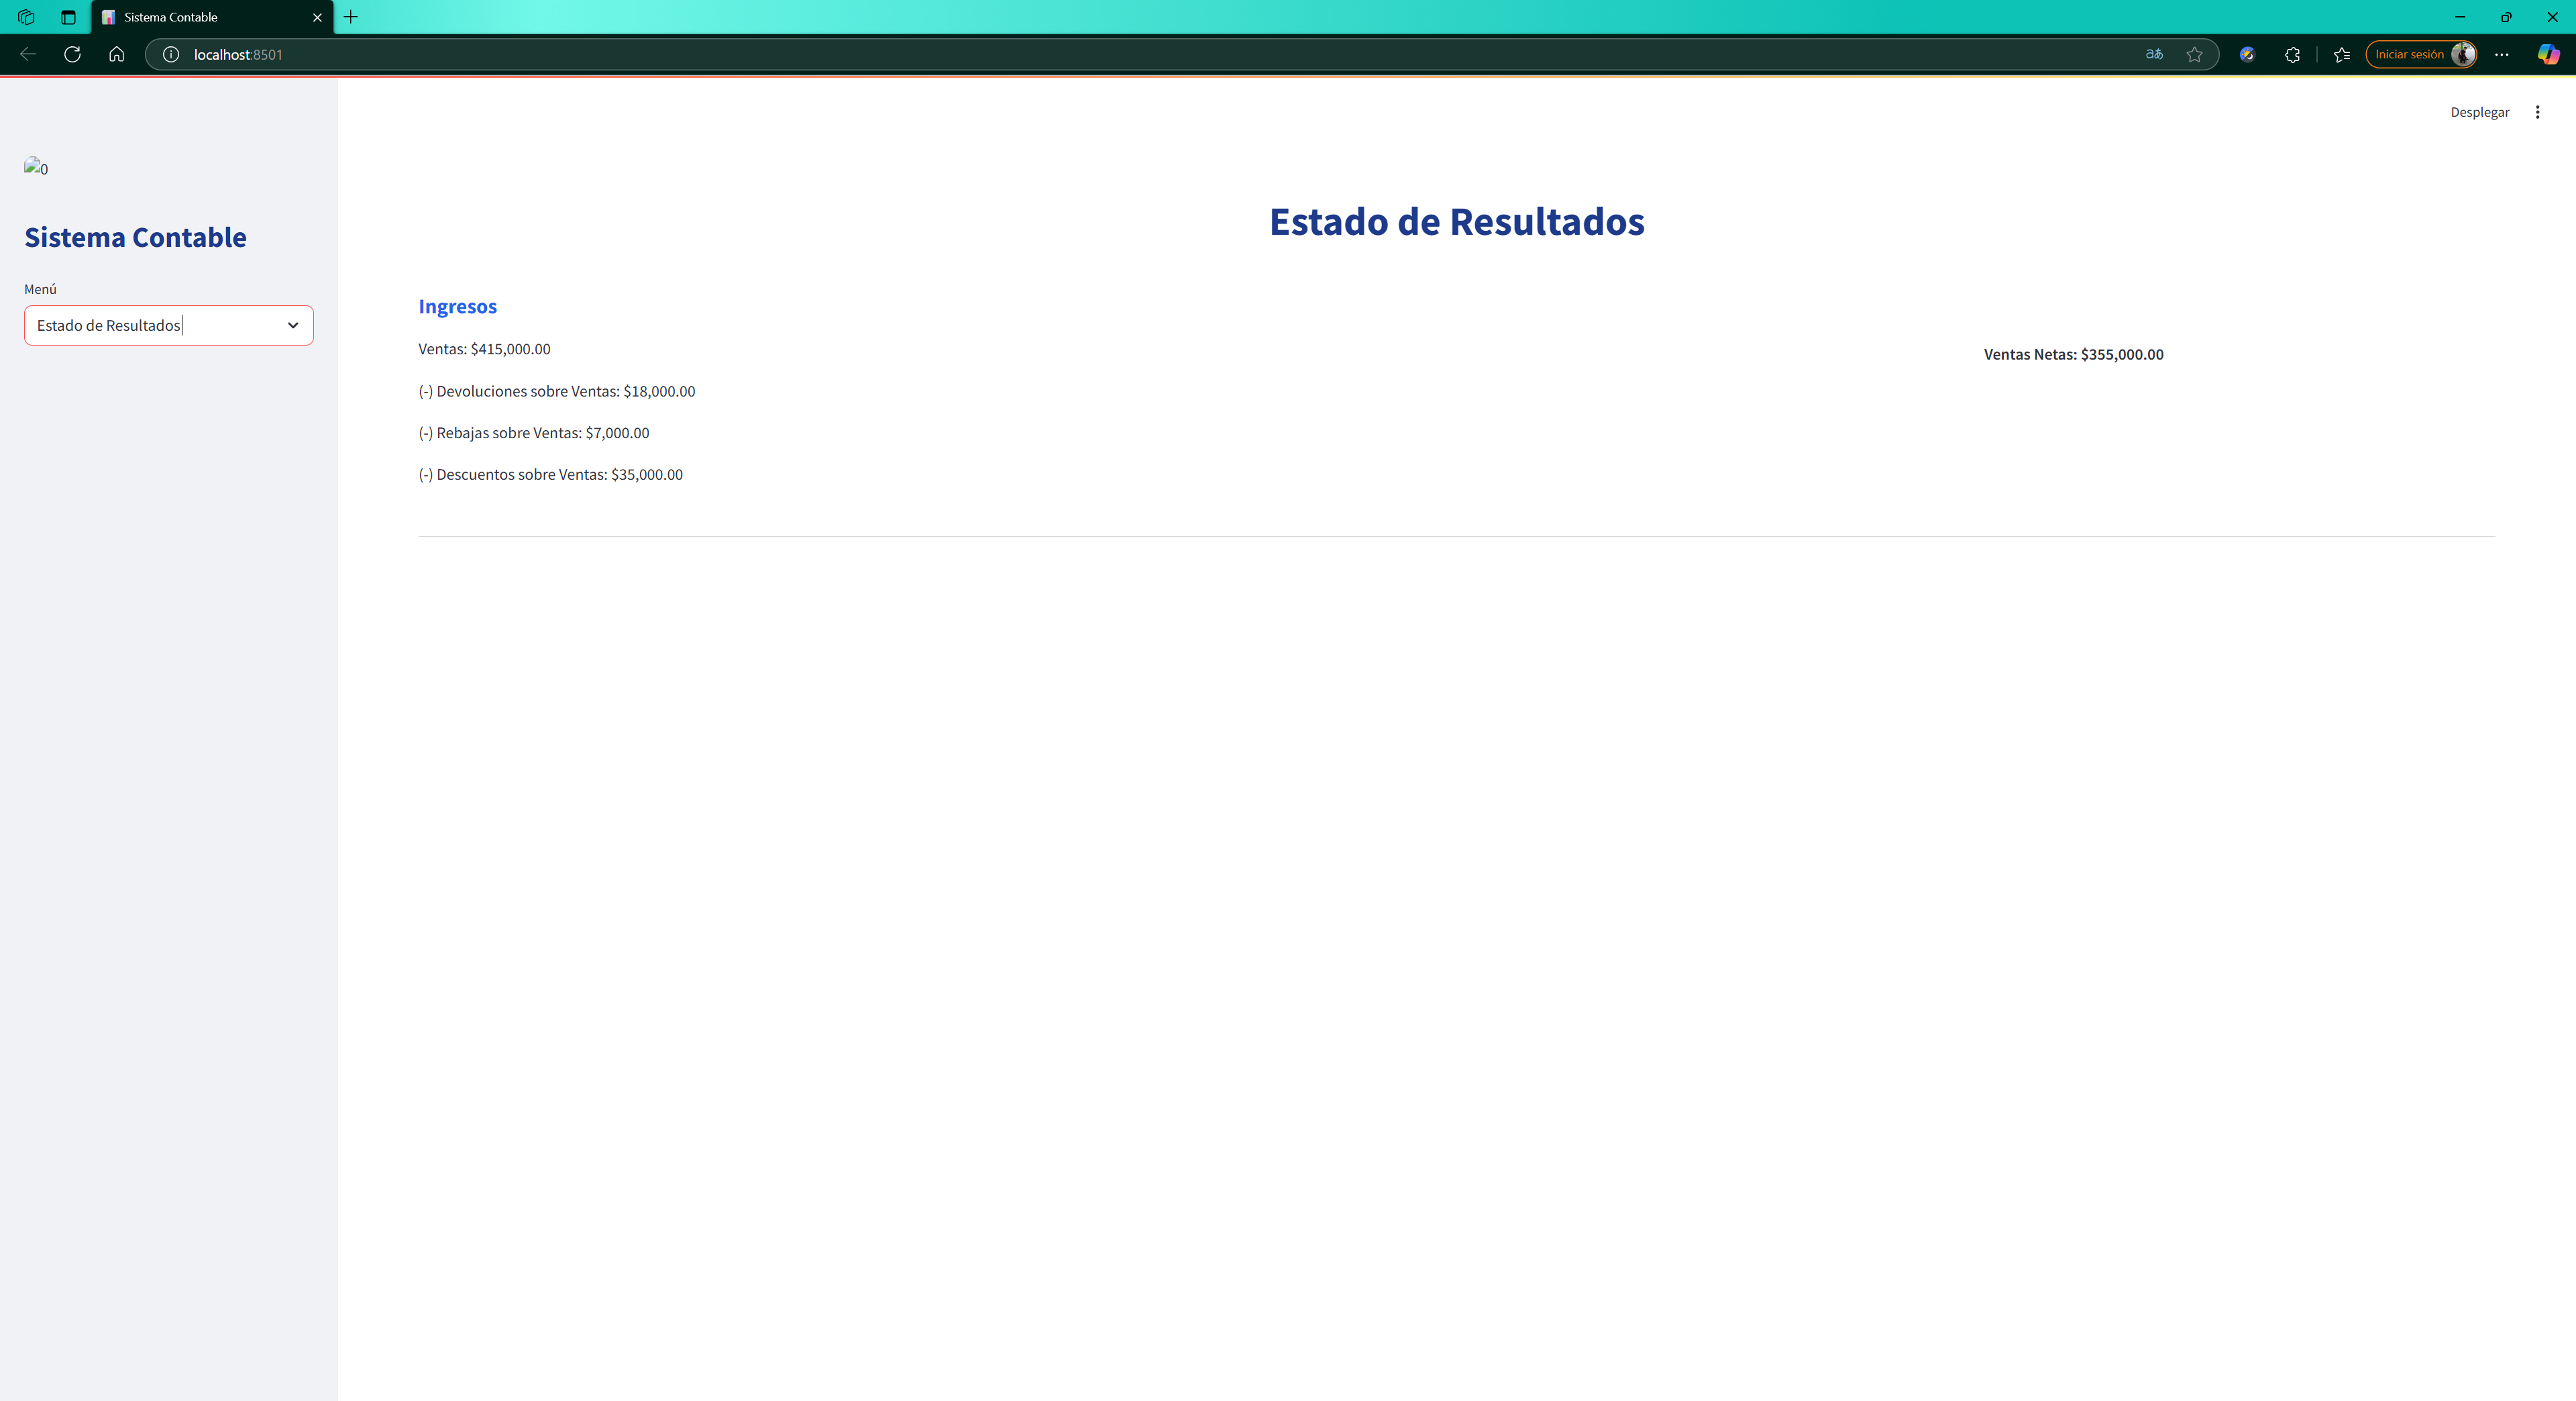 Sistema Contable
localhost:8501
aあ
Iniciar sesión
Desplegar
0
Sistema Contable
Menú
Estado de Resultados
Estado de Resultados
Ingresos
Ventas: $415,000.00
Ventas Netas: $355,000.00
(-) Devoluciones sobre Ventas: $18,000.00
(-) Rebajas sobre Ventas: $7,000.00
(-) Descuentos sobre Ventas: $35,000.00